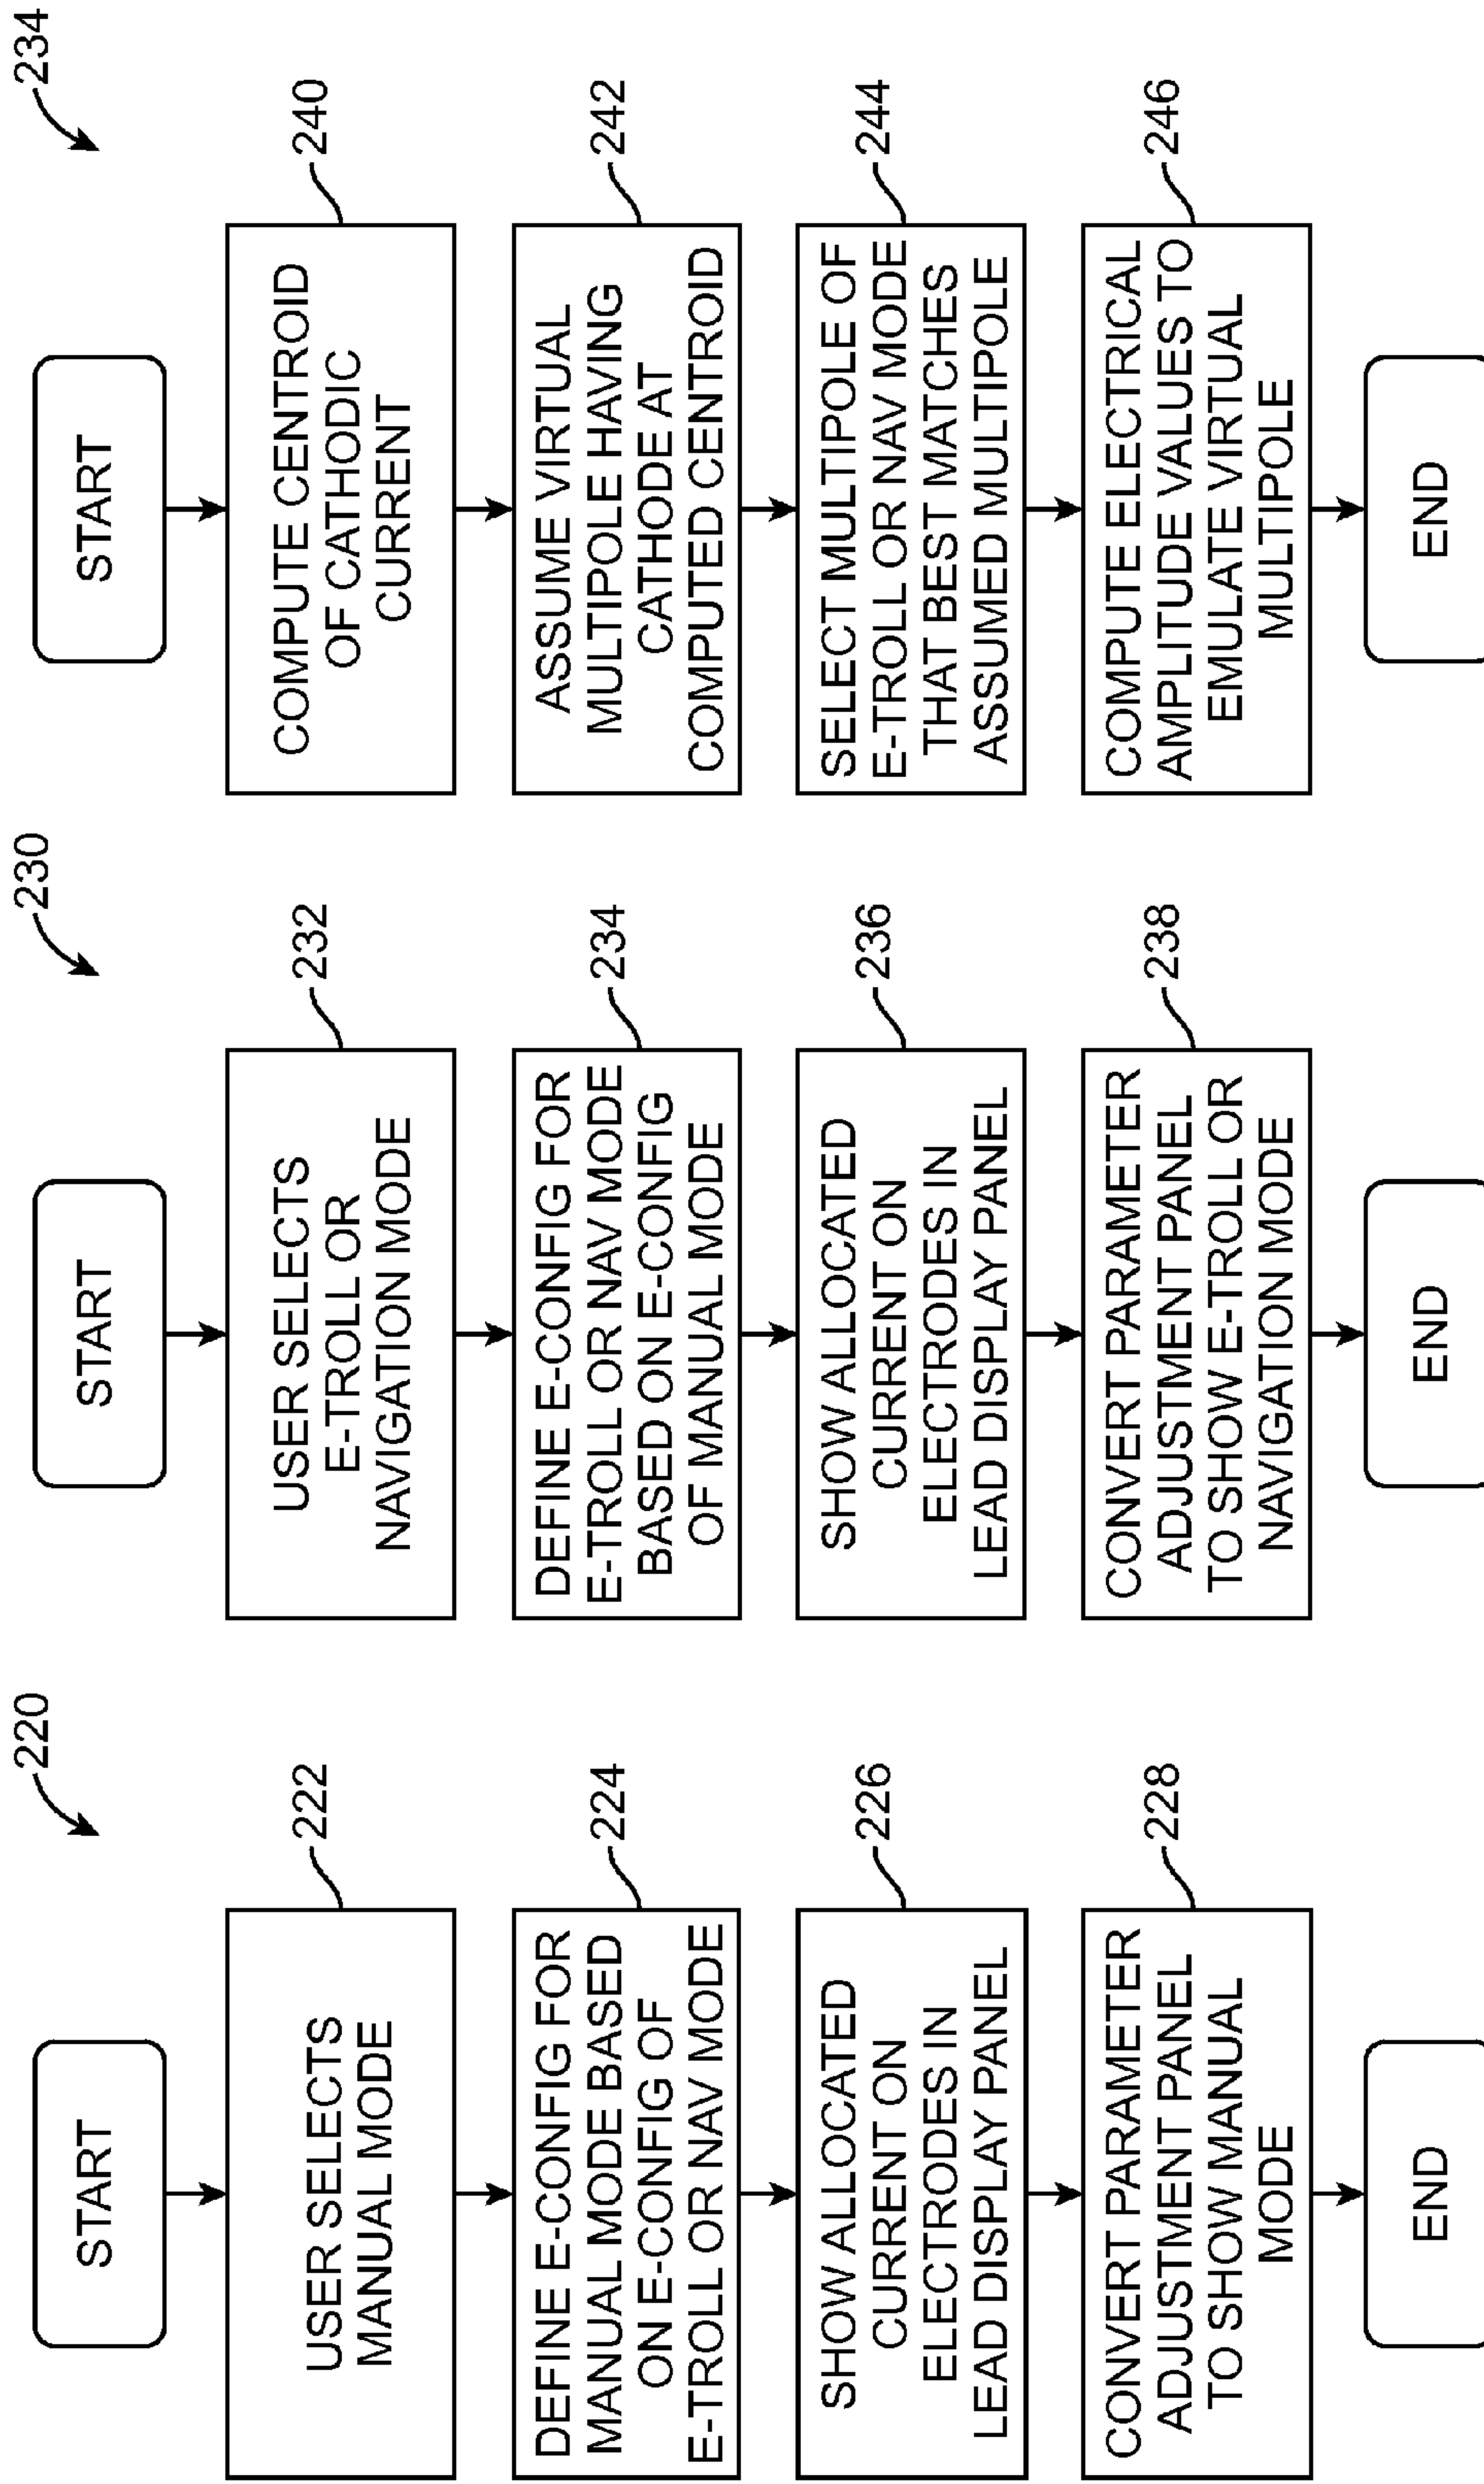 220
START
USER SELECTS
MANUAL MODE
222
DEFINE E-CONFIG FOR
MANUAL MODE BASED
ON E-CONFIG OF
E-TROLL OR NAV MODE
224
SHOW ALLOCATED
CURRENT ON
ELECTRODES IN
LEAD DISPLAY PANEL
226
CONVERT PARAMETER
ADJUSTMENT PANEL
TO SHOW MANUAL
MODE
228
END
230
START
USER SELECTS
E-TROLL OR
NAVIGATION MODE
232
DEFINE E-CONFIG FOR
E-TROLL OR NAV MODE
BASED ON E-CONFIG
OF MANUAL MODE
234
SHOW ALLOCATED
CURRENT ON
ELECTRODES IN
LEAD DISPLAY PANEL
236
CONVERT PARAMETER
ADJUSTMENT PANEL
TO SHOW E-TROLL OR
NAVIGATION MODE
238
END
234
START
COMPUTE CENTROID
OF CATHODIC
CURRENT
240
ASSUME VIRTUAL
MULTIPOLE HAVING
CATHODE AT
COMPUTED CENTROID
242
SELECT MULTIPOLE OF
E-TROLL OR NAV MODE
THAT BEST MATCHES
ASSUMED MULTIPOLE
244
COMPUTE ELECTRICAL
AMPLITUDE VALUES TO
EMULATE VIRTUAL
MULTIPOLE
246
END